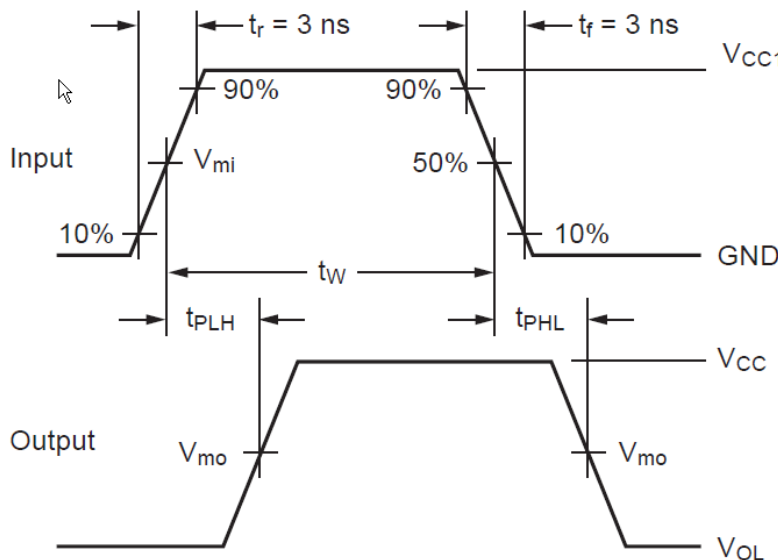 tr = 3 ns
tf = 3 ns
VCC
90%
90%
Input
Vmi
50%
10%
10%
GND
tW
tPLH
tPHL
VCC
Output
Vmo
Vmo
VOL